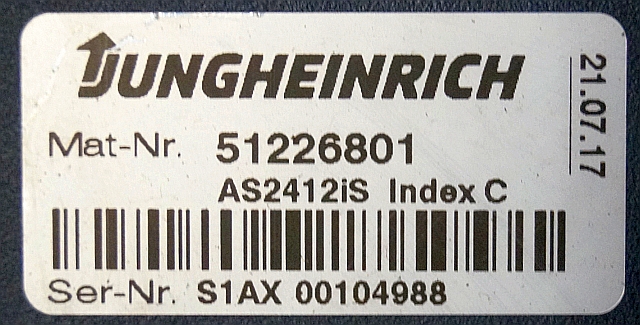 JUNGHEINRICH
Mat-Nr. 51226801
AS2412iS Index C
Ser-Nr. S1AX 00104988
21.07.17